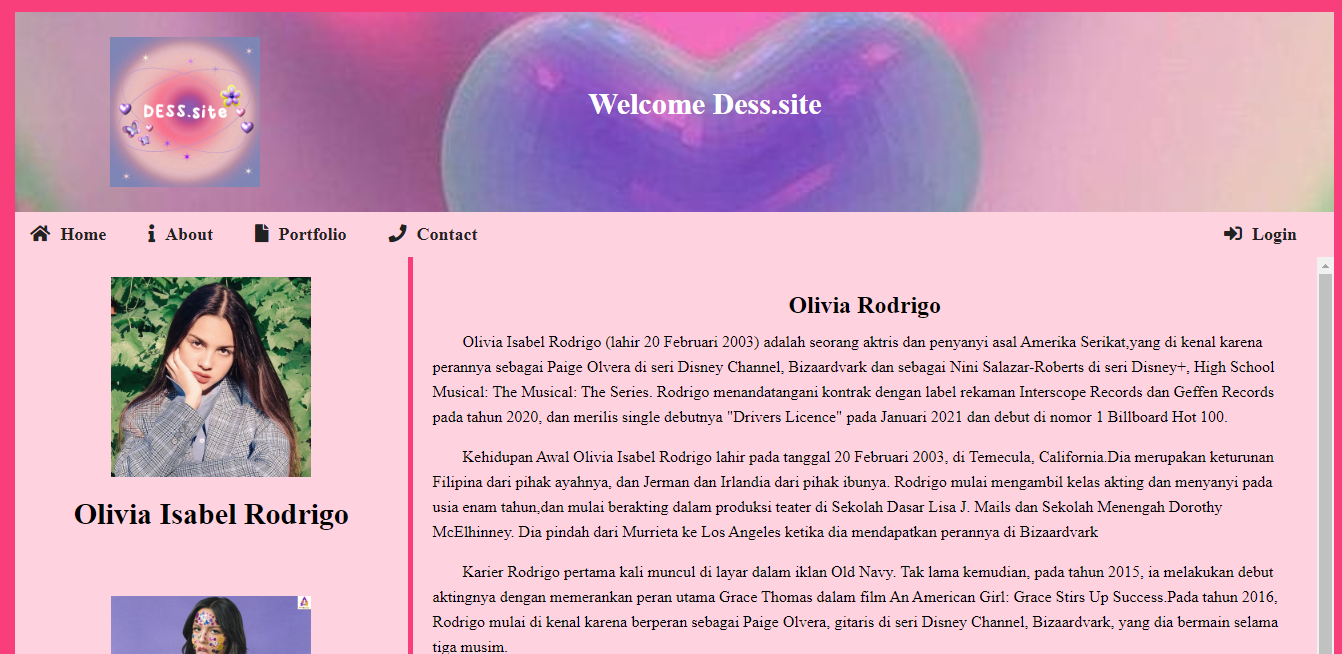 DESS.site
Welcome Dess.site
Home About Portfolio Contact Login
Olivia Isabel Rodrigo
Olivia Rodrigo
Olivia Isabel Rodrigo (lahir 20 Februari 2003) adalah seorang aktris dan penyanyi asal Amerika Serikat,yang di kenal karena
perannya sebagai Paige Olvera di seri Disney Channel, Bizaardvark dan sebagai Nini Salazar-Roberts di seri Disney+, High School
Musical: The Musical: The Series. Rodrigo menandatangani kontrak dengan label rekaman Interscope Records dan Geffen Records
pada tahun 2020, dan merilis single debutnya "Drivers Licence" pada Januari 2021 dan debut di nomor 1 Billboard Hot 100.
Kehidupan Awal Olivia Isabel Rodrigo lahir pada tanggal 20 Februari 2003, di Temecula, California.Dia merupakan keturunan
Filipina dari pihak ayahnya, dan Jerman dan Irlandia dari pihak ibunya. Rodrigo mulai mengambil kelas akting dan menyanyi pada
usia enam tahun,dan mulai berakting dalam produksi teater di Sekolah Dasar Lisa J. Mails dan Sekolah Menengah Dorothy
McElhinney. Dia pindah dari Murrieta ke Los Angeles ketika dia mendapatkan perannya di Bizaardvark
Karier Rodrigo pertama kali muncul di layar dalam iklan Old Navy. Tak lama kemudian, pada tahun 2015, ia melakukan debut
aktingnya dengan memerankan peran utama Grace Thomas dalam film An American Girl: Grace Stirs Up Success.Pada tahun 2016,
Rodrigo mulai di kenal karena berperan sebagai Paige Olvera, gitaris di seri Disney Channel, Bizaardvark, yang dia bermain selama
tiga musim.